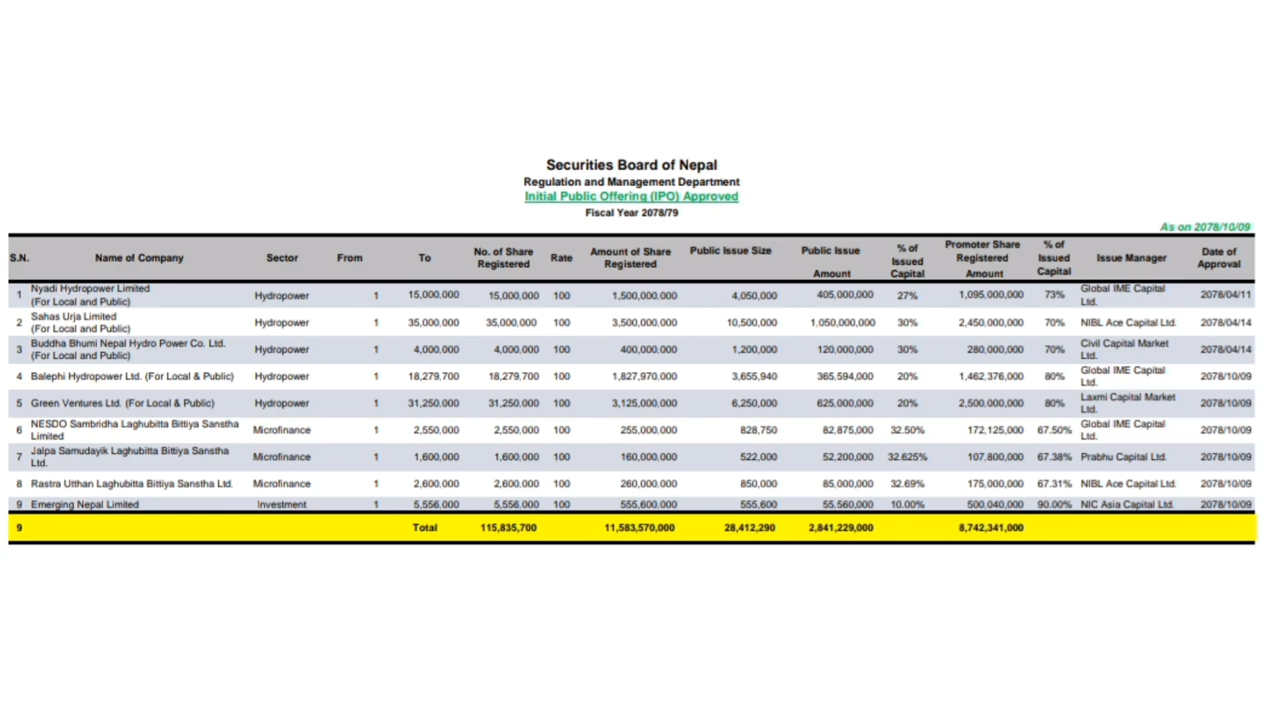 Securities Board of Nepal
Regulation and Management Department
Initial Public Offering (IPO) Approved
Fiscal Year 2078/79
As on 2078/10/09
S.N. Name of Company Sector From To No. of Share Registered Rate Amount of Share Registered Public Issue Size Public Issue Amount % of Issued Capital Promoter Share Registered Amount % of Issued Capital Issue Manager Date of Approval
1 Nyadi Hydropower Limited (For Local and Public) Hydropower 1 15,000,000 15,000,000 100 1,500,000,000 4,050,000 405,000,000 27% 1,095,000,000 73% Global IME Capital Ltd. 2078/04/11
2 Sahas Urja Limited (For Local and Public) Hydropower 1 35,000,000 35,000,000 100 3,500,000,000 10,500,000 1,050,000,000 30% 2,450,000,000 70% NIBL Ace Capital Ltd. 2078/04/14
3 Buddha Bhumi Nepal Hydro Power Co. Ltd. (For Local and Public) Hydropower 1 4,000,000 4,000,000 100 400,000,000 1,200,000 120,000,000 30% 280,000,000 70% Civil Capital Market Ltd. 2078/04/14
4 Balephi Hydropower Ltd. (For Local & Public) Hydropower 1 18,279,700 18,279,700 100 1,827,970,000 3,655,940 365,594,000 20% 1,462,376,000 80% Global IME Capital Ltd. 2078/10/09
5 Green Ventures Ltd. (For Local & Public) Hydropower 1 31,250,000 31,250,000 100 3,125,000,000 6,250,000 625,000,000 20% 2,500,000,000 80% Laxmi Capital Market Ltd. 2078/10/09
6 NESDO Sambridha Laghubitta Bittiya Sanstha Limited Microfinance 1 2,550,000 2,550,000 100 255,000,000 828,750 82,875,000 32.50% 172,125,000 67.50% Global IME Capital Ltd. 2078/10/09
7 Jalpa Samudayik Laghubitta Bittiya Sanstha Ltd. Microfinance 1 1,600,000 1,600,000 100 160,000,000 522,000 52,200,000 32.625% 107,800,000 67.38% Prabhu Capital Ltd. 2078/10/09
8 Rastra Utthan Laghubitta Bittiya Sanstha Ltd. Microfinance 1 2,600,000 2,600,000 100 260,000,000 850,000 85,000,000 32.69% 175,000,000 67.31% NIBL Ace Capital Ltd. 2078/10/09
9 Emerging Nepal Limited Investment 1 5,556,000 5,556,000 100 555,600,000 555,600 55,560,000 10.00% 500,040,000 90.00% NIC Asia Capital Ltd. 2078/10/09
9 Total 115,835,700 11,583,570,000 28,412,290 2,841,229,000 8,742,341,000